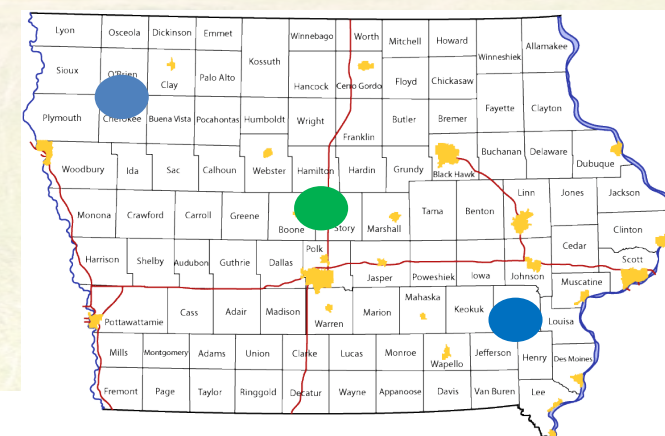 Lyon Osceola Dickinson Emmet Winnebago Worth Mitchell Howard Allamakee
Kossuth Winneshiek
Sioux O'Brien Clay Palo Alto Hancock Cerro Gordo Floyd Chickasaw
Plymouth Cherokee Buena Vista Pocahontas Humboldt Wright Franklin Butler Bremer Fayette Clayton
Woodbury Ida Sac Calhoun Webster Hamilton Hardin Grundy Black Hawk Buchanan Delaware Dubuque
Monona Crawford Carroll Greene Boone Story Marshall Tama Benton Linn Jones Jackson
Clinton
Cedar
Harrison Shelby Audubon Guthrie Dallas Polk Jasper Poweshiek Iowa Johnson Scott
Muscatine
Pottawattamie Cass Adair Madison Warren Marion Mahaska Keokuk Louisa
Mills Montgomery Adams Union Clarke Lucas Monroe Wapello Jefferson Henry Des Moines
Fremont Page Taylor Ringgold Decatur Wayne Appanoose Davis Van Buren Lee